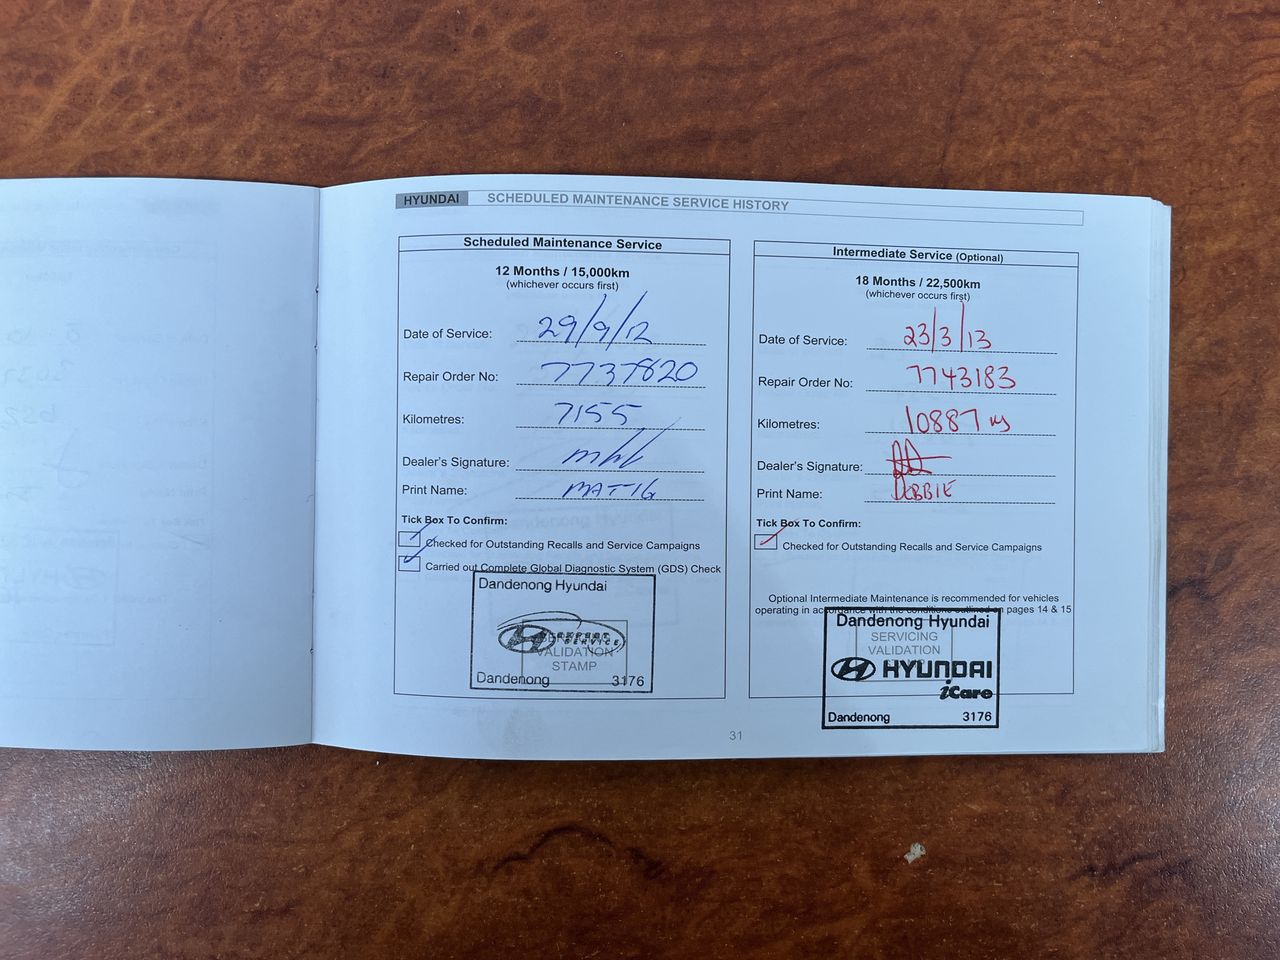 HYUNDAI SCHEDULED MAINTENANCE SERVICE HISTORY
Scheduled Maintenance Service
12 Months / 15,000km
(whichever occurs first)
Date of Service: 29/9/12
Repair Order No: 7737820
Kilometres: 7155
Dealer's Signature:
Print Name: MATT G
Tick Box To Confirm:
Checked for Outstanding Recalls and Service Campaigns
Carried out Complete Global Diagnostic System (GDS) Check
Dandenong Hyundai
EXPERT
SERVICE
SERVICING
VALIDATION
STAMP
Dandenong 3176
Intermediate Service (Optional)
18 Months / 22,500km
(whichever occurs first)
Date of Service: 23/3/13
Repair Order No: 7743183
Kilometres: 10887
Dealer's Signature:
Print Name: DEBBIE
Tick Box To Confirm:
Checked for Outstanding Recalls and Service Campaigns
Optional Intermediate Maintenance is recommended for vehicles
operating in accordance with the conditions outlined on pages 14 & 15
Dandenong Hyundai
SERVICING
VALIDATION
HYUNDAI
iCare
Dandenong 3176
31